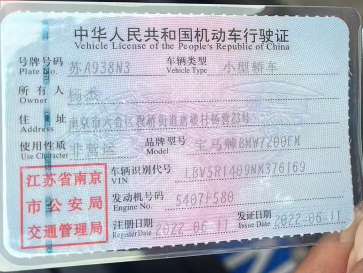 中华人民共和国机动车行驶证
Vehicle License of the People's Republic of China
号牌号码 苏A938N3 车辆类型 小型轿车
Plate No. Vehicle Type
所有人 杨杰
Owner
住址 南京市六合区
Address
使用性质 非营运 品牌型号 宝马牌BMW7200EM
Use Character Model
车辆识别代号
VIN
发动机号码
Engine No.
江苏省南京
市公安局
交通管理局
注册日期 2022-06-11 发证日期 2022-06-11
Register Date Issue Date